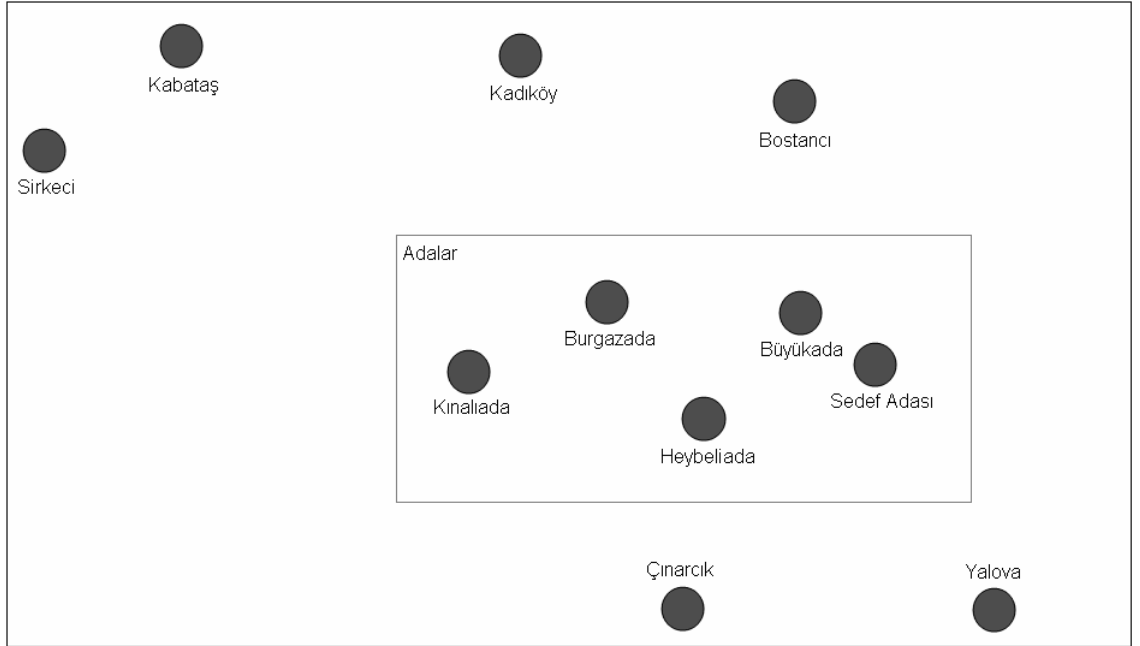 Kabataş
Kadıköy
Bostancı
Sirkeci
Adalar
Burgazada
Büyükada
Kınalıada
Sedef Adası
Heybeliada
Çınarcık
Yalova